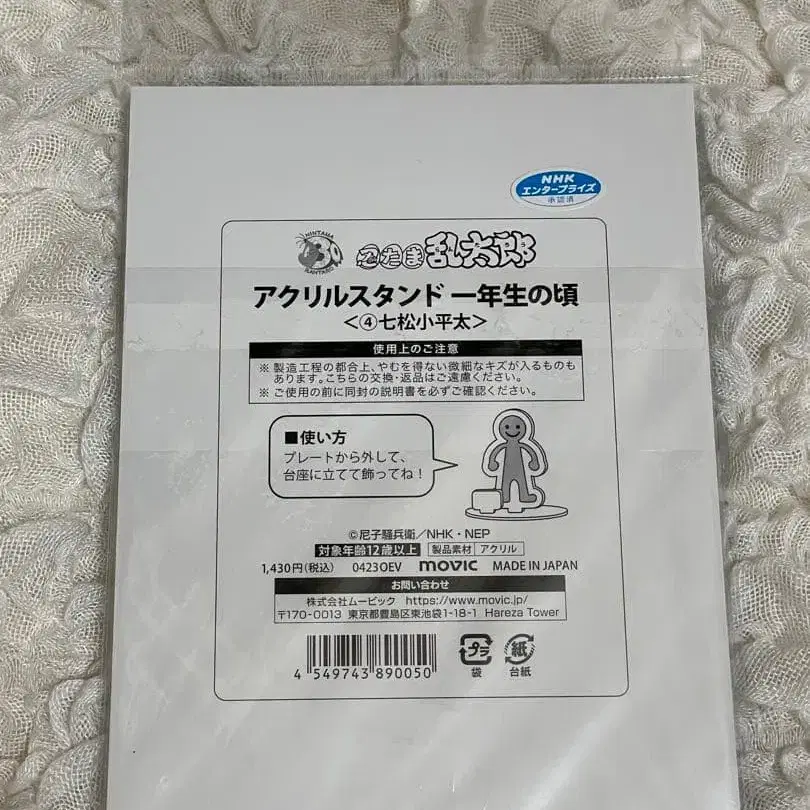 NHK
エンタープライズ
承認済
NINTAMA
30
RANTARO
忍たま乱太郎
アクリルスタンド 一年生の頃
<④七松小平太>
使用上のご注意
※ 製造工程の都合上、やむを得ない微細なキズが入るものも
あります。こちらの交換・返品はご遠慮ください。
※ ご使用の前に同封の説明書を必ずご確認ください。
■使い方
プレートから外して、
台座に立てて飾ってね!
©尼子騒兵衛/NHK・NEP
対象年齢12歳以上 製品素材 アクリル
1,430円(税込) 0423OEV movic MADE IN JAPAN
お問い合わせ
株式会社ムービック https://www.movic.jp/
〒170-0013 東京都豊島区東池袋1-18-1 Hareza Tower
4 549743 890050
プラ 紙
袋 台紙